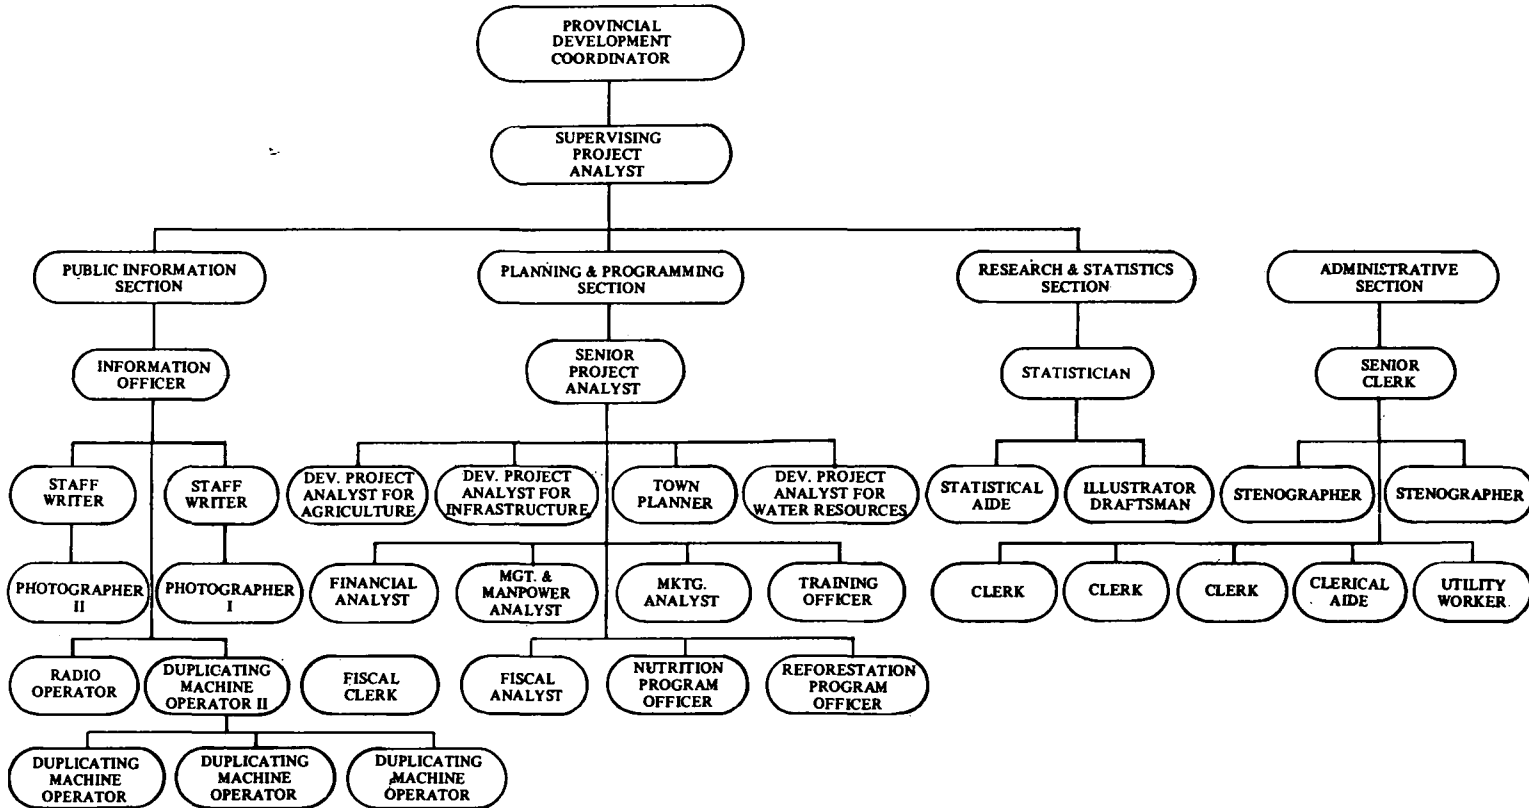 PROVINCIAL
DEVELOPMENT
COORDINATOR
SUPERVISING
PROJECT
ANALYST
PUBLIC INFORMATION
SECTION
PLANNING & PROGRAMMING
SECTION
RESEARCH & STATISTICS
SECTION
ADMINISTRATIVE
SECTION
INFORMATION
OFFICER
SENIOR
PROJECT
ANALYST
STATISTICIAN
SENIOR
CLERK
STAFF
WRITER
STAFF
WRITER
DEV. PROJECT
ANALYST FOR
AGRICULTURE
DEV. PROJECT
ANALYST FOR
INFRASTRUCTURE
TOWN
PLANNER
DEV. PROJECT
ANALYST FOR
WATER RESOURCES
STATISTICAL
AIDE
ILLUSTRATOR
DRAFTSMAN
STENOGRAPHER
STENOGRAPHER
PHOTOGRAPHER
II
PHOTOGRAPHER
I
FINANCIAL
ANALYST
MGT. &
MANPOWER
ANALYST
MKTG.
ANALYST
TRAINING
OFFICER
CLERK
CLERK
CLERK
CLERICAL
AIDE
UTILITY
WORKER
RADIO
OPERATOR
DUPLICATING
MACHINE
OPERATOR II
FISCAL
CLERK
FISCAL
ANALYST
NUTRITION
PROGRAM
OFFICER
REFORESTATION
PROGRAM
OFFICER
DUPLICATING
MACHINE
OPERATOR
DUPLICATING
MACHINE
OPERATOR
DUPLICATING
MACHINE
OPERATOR